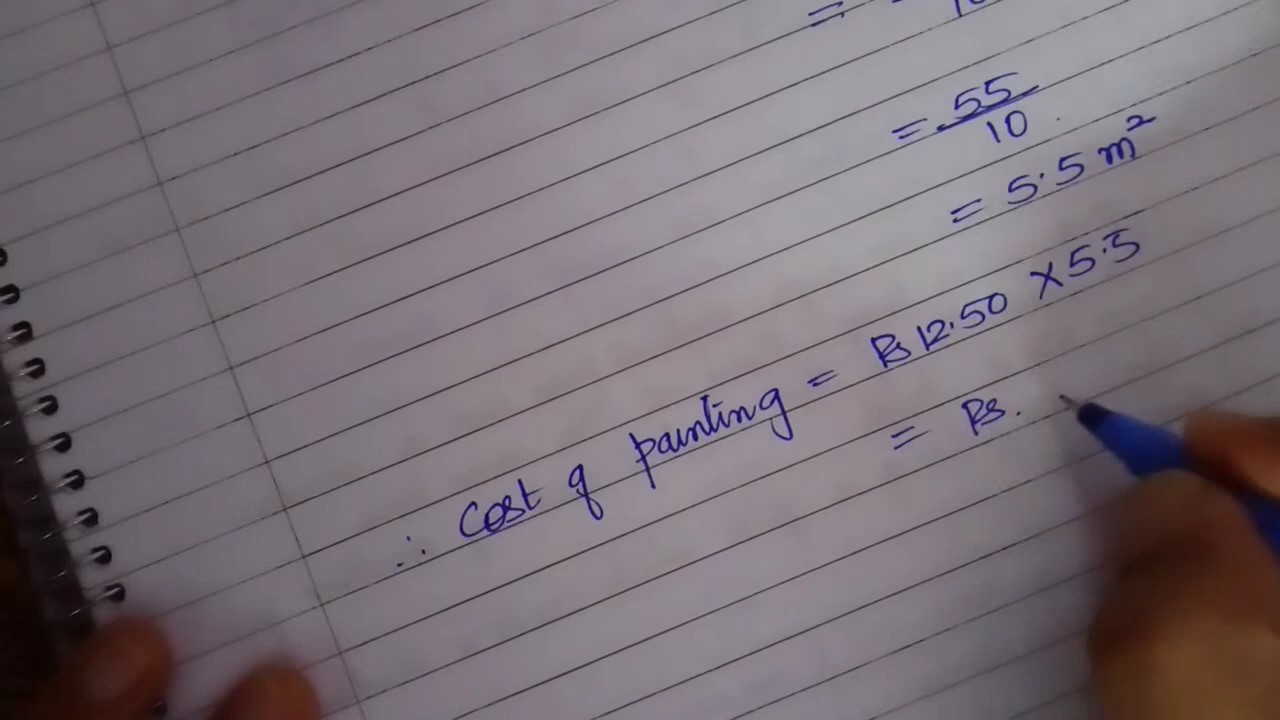 =
= 55/10
= 5.5 m²
∴ Cost of painting = Rs 12.50 × 5.5
= Rs.